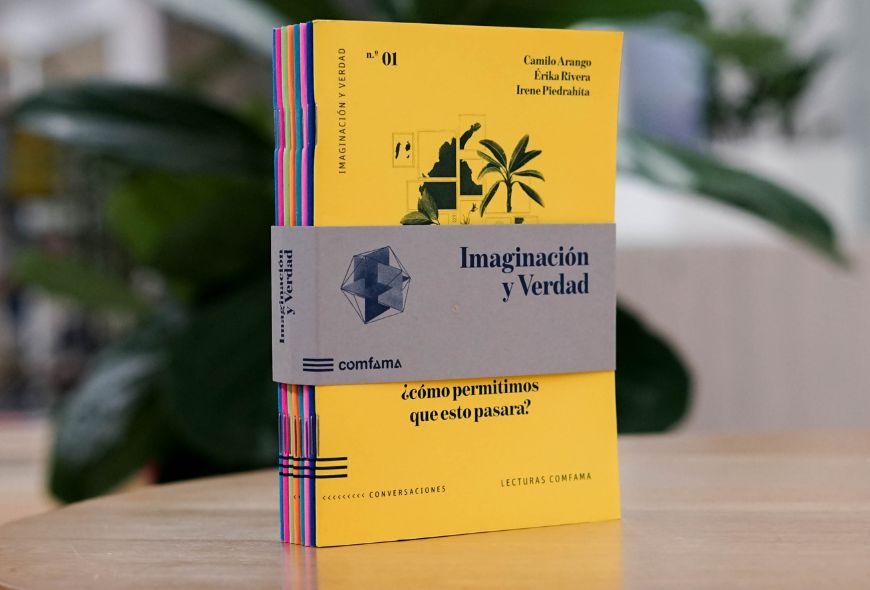 IMAGINACIÓN Y VERDAD
n.º 01
Camilo Arango
Érika Rivera
Irene Piedrahíta
Imaginación
y Verdad
Imaginación
y Verdad
comfama
¿cómo permitimos
que esto pasara?
<<<<<<<<< CONVERSACIONES
LECTURAS COMFAMA